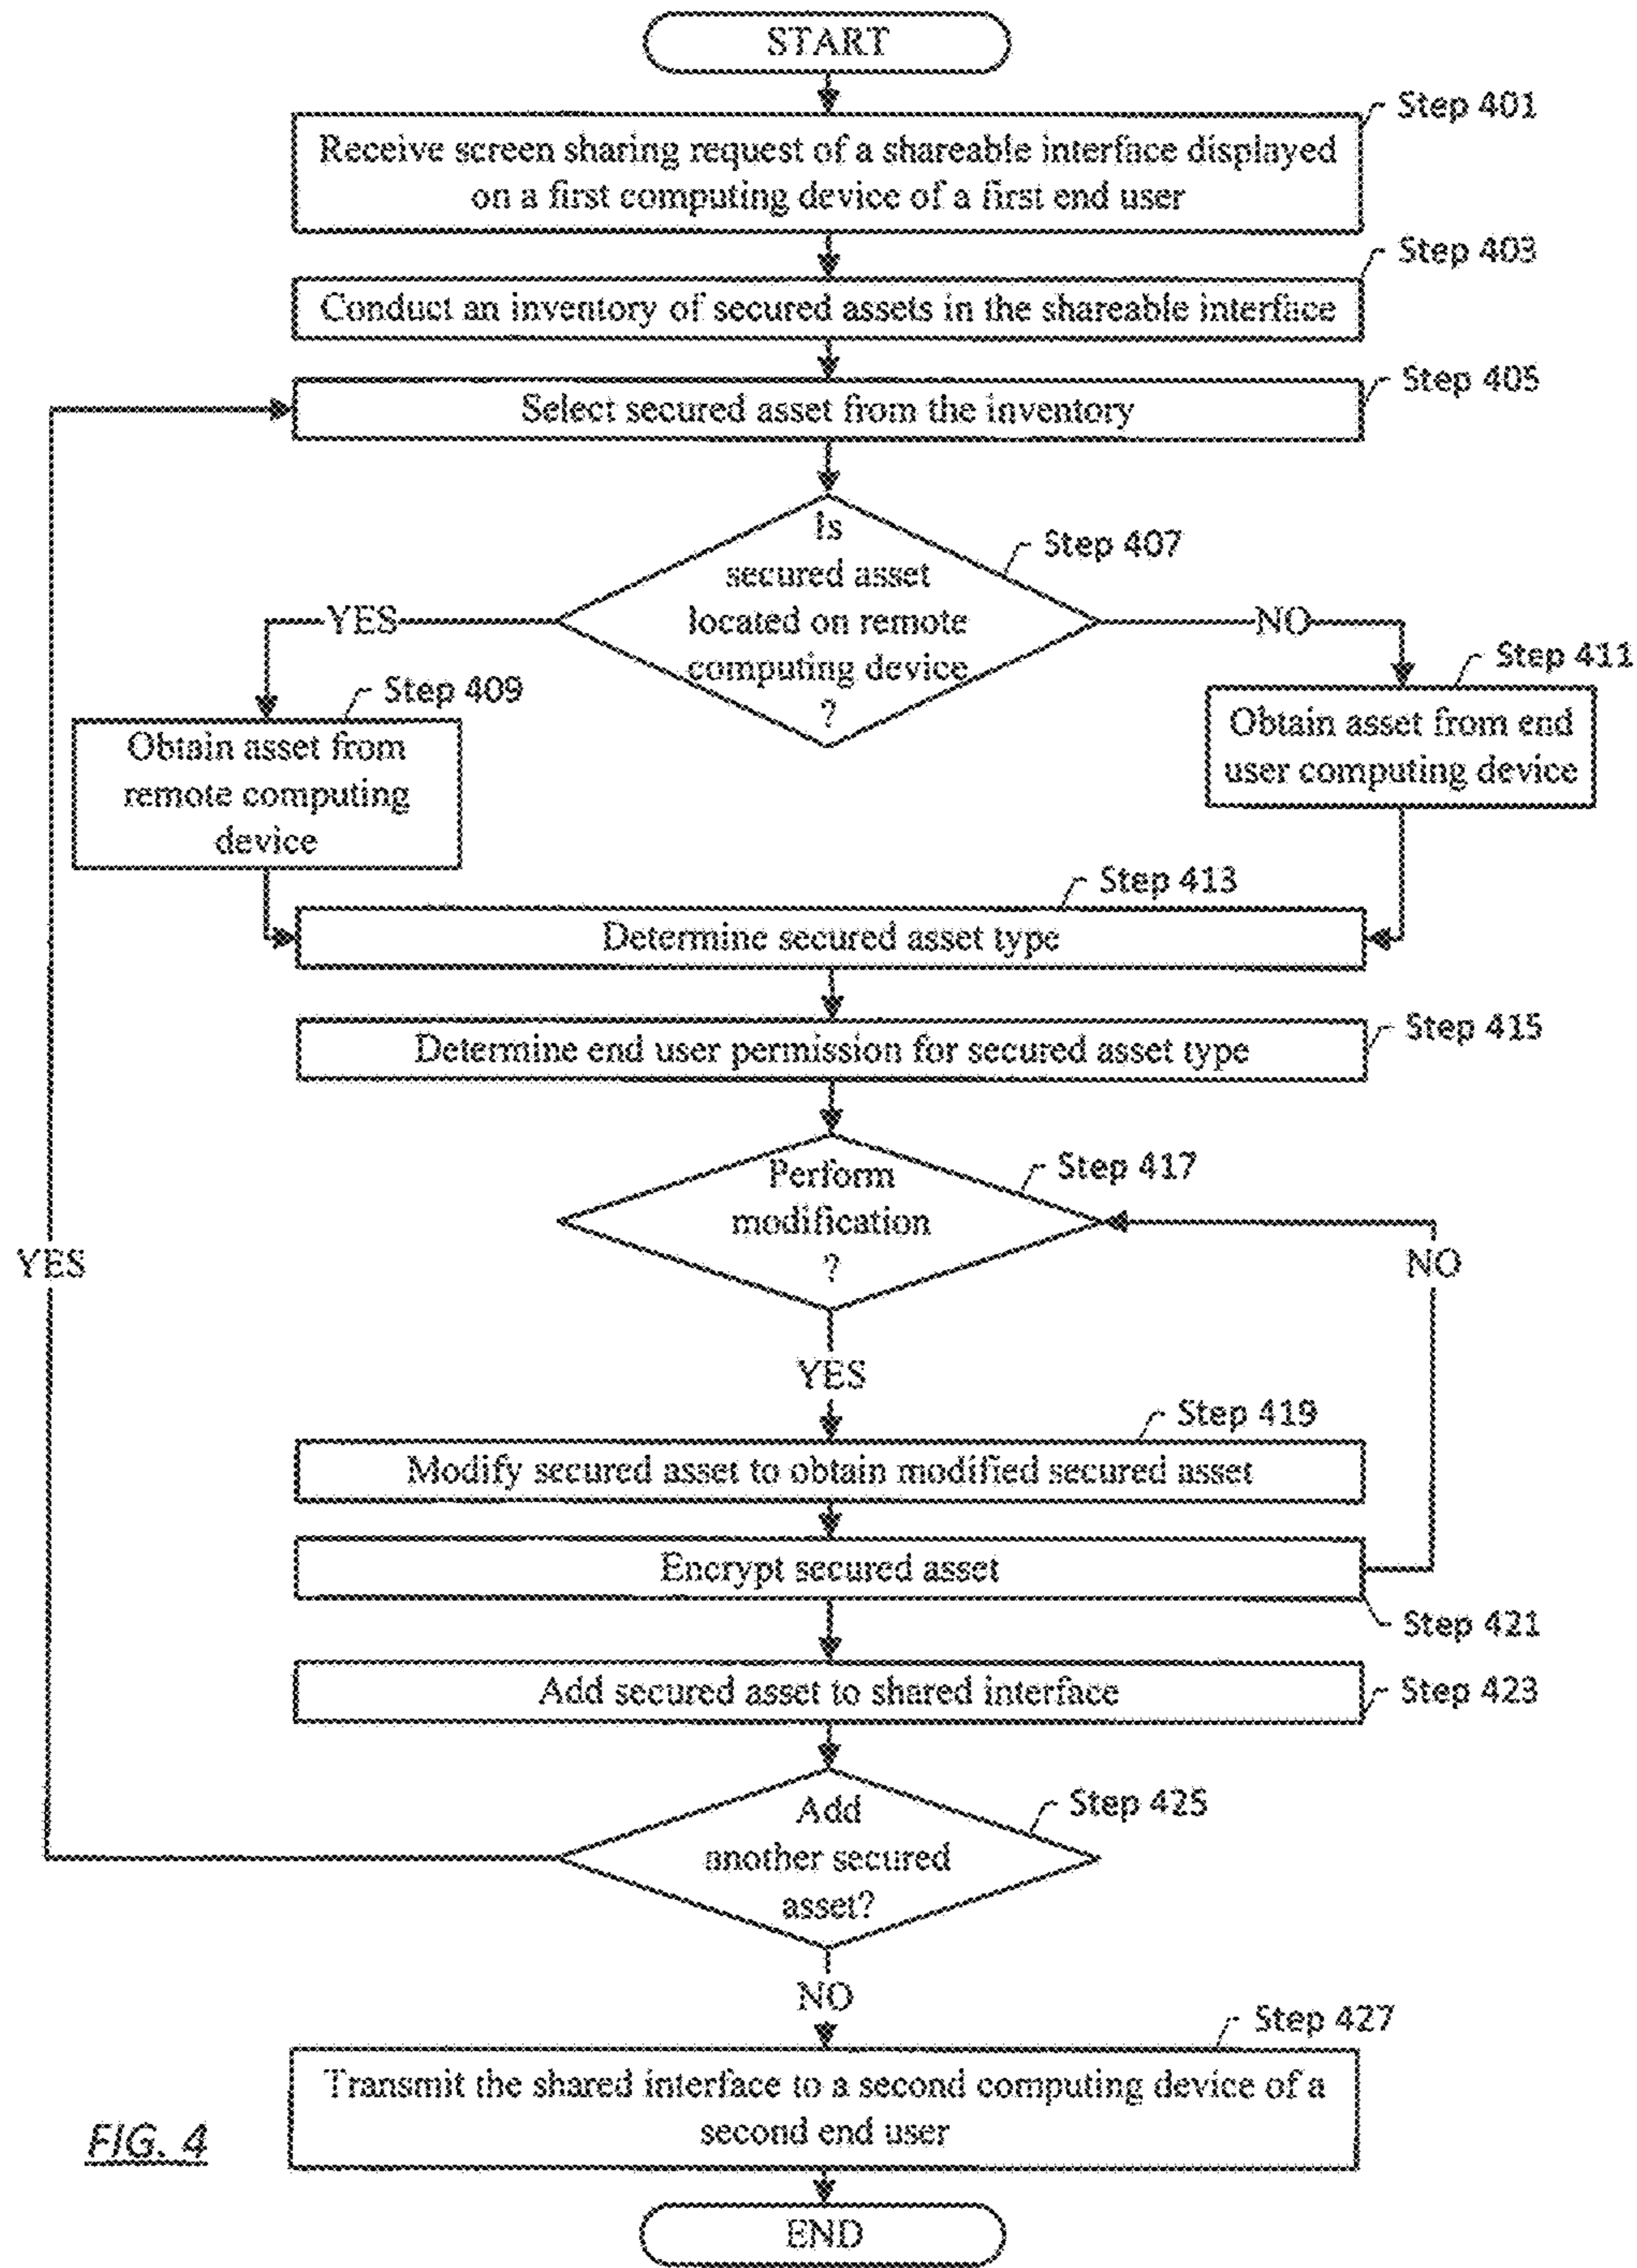 START
Step 401
Receive screen sharing request of a shareable interface displayed
on a first computing device of a first end user
Step 403
Conduct an inventory of secured assets in the shareable interface
Step 405
Select secured asset from the inventory
Is
secured asset
located on remote
computing device
?
Step 407
YES
NO
Step 409
Obtain asset from
remote computing
device
Step 411
Obtain asset from end
user computing device
Step 413
Determine secured asset type
Step 415
Determine end user permission for secured asset type
Step 417
Perform
modification
?
YES
NO
YES
Step 419
Modify secured asset to obtain modified secured asset
Encrypt secured asset
Step 421
Add secured asset to shared interface
Step 423
Step 425
Add
another secured
asset?
NO
Step 427
Transmit the shared interface to a second computing device of a
second end user
FIG. 4
END